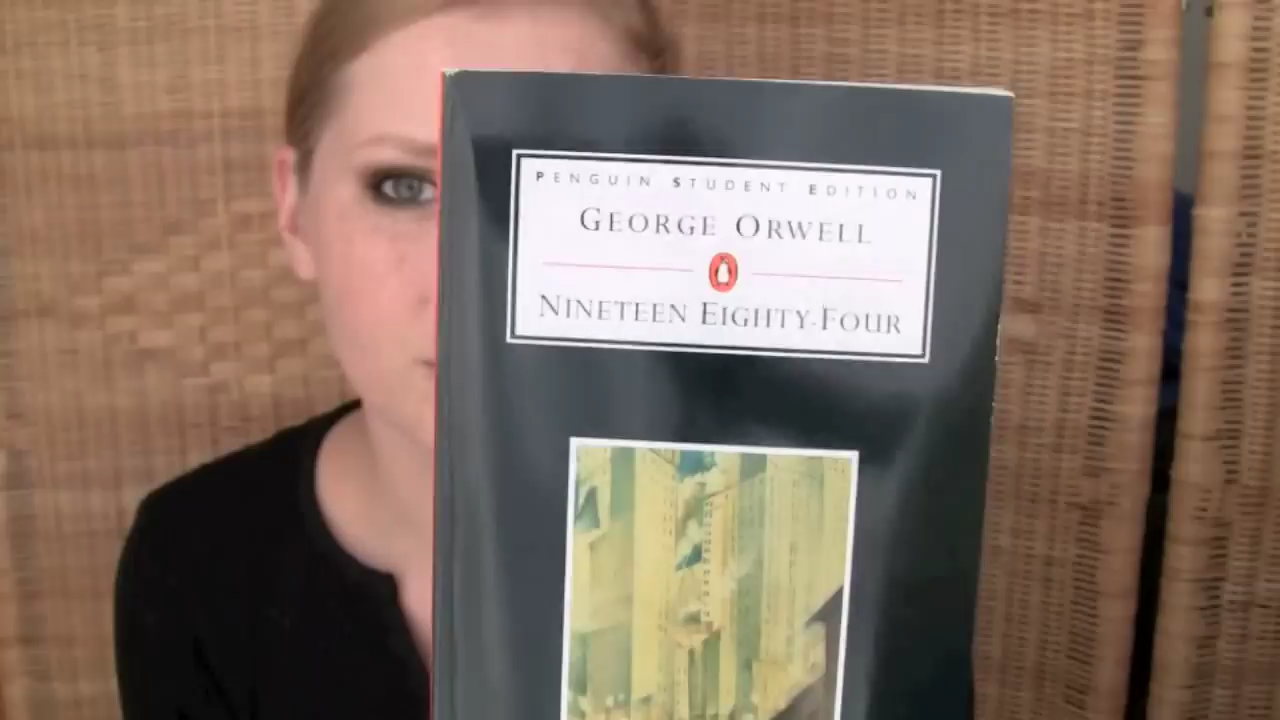 PENGUIN STUDENT EDITION
GEORGE ORWELL
NINETEEN EIGHTY-FOUR